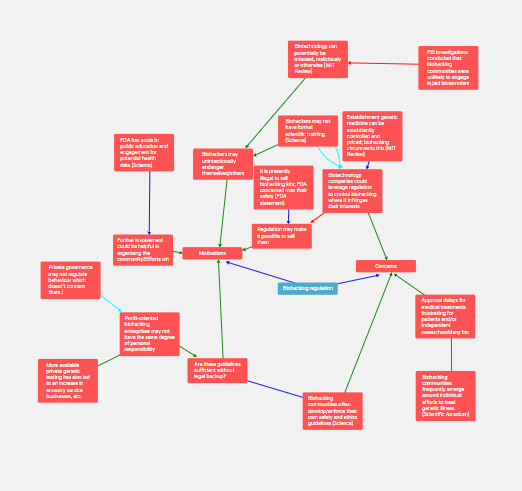 Biotechnology can
potentially be
misused, maliciously
or otherwise (MIT
Review)
FBI investigations
concluded that
biohacking
communities were
unlikely to engage
in bioterrorism
Biohackers may not
have formal
scientific training
(Science)
Establishment genetic
medicine can be
exorbitantly
controlled and
priced; biohacking
circumvents this (MIT
Review)
FDA has a role in
public education and
engagement for
potential health
risks (Science)
Biohackers may
unintentionally
endanger
themselves/others
It is presently
illegal to sell
biohacking kits; FDA
concerned over their
safety (FDA
statement)
Biotechnology
companies could
leverage regulation
to control biohacking
where it infringes
their interests
Further involvement
could be helpful in
organising the
community/Efforts wh
Motivations
Regulation may make
it possible to sell
them
Concerns
Private governance
may not regulate
behaviour which
doesn't concern
them.
Biohacking regulation
Approval delays for
medical treatments
frustrating for
patients and/or
independent
researchersMany bio
Profit-oriented
biohacking
enterprises may not
have the same degree
of personal
responsibility
More available
private genetic
testing has also led
to an increase in
ancestry service
businesses, etc.
Are these guidelines
sufficient without
legal backup?
Biohacking
communities often
develop/enforce their
own safety and ethics
guidelines (Science)
Biohacking
communities
frequently emerge
around individual
efforts to treat
genetic illness
(Scientific American)